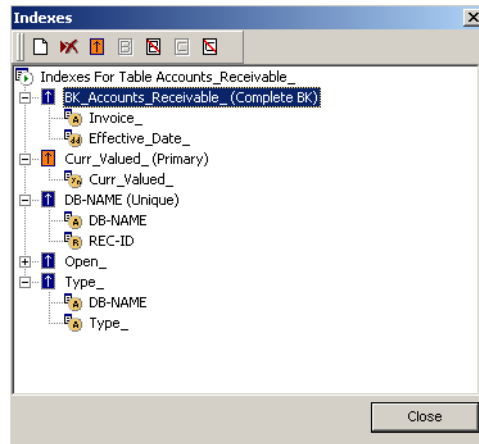 Indexes
Indexes For Table Accounts_Receivable_
BK_Accounts_Receivable_ (Complete BK)
Invoice_
Effective_Date_
Curr_Valued_ (Primary)
Curr_Valued_
DB-NAME (Unique)
DB-NAME
REC-ID
Open_
Type_
DB-NAME
Type_
Close